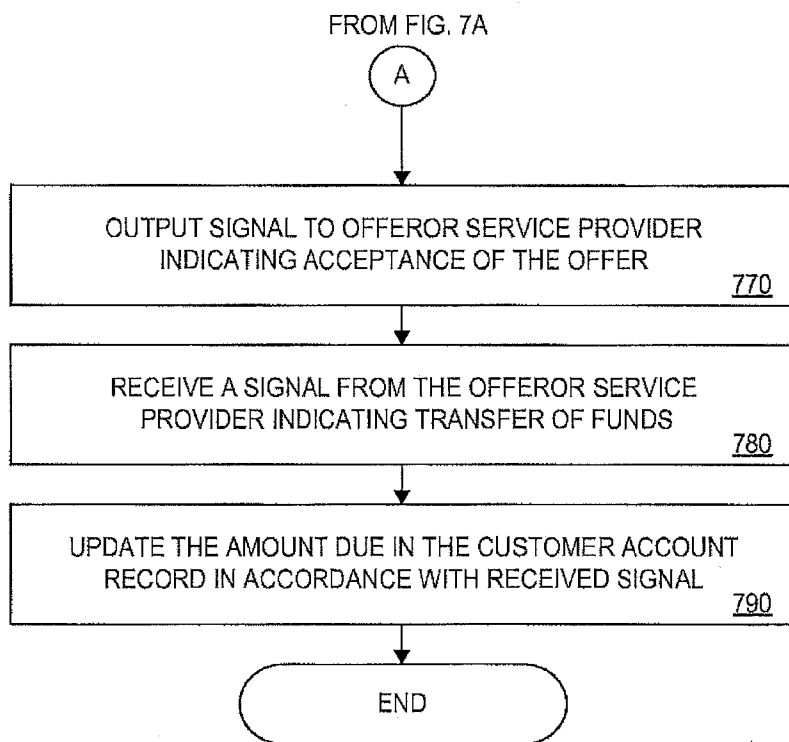 FROM FIG. 7A
A
OUTPUT SIGNAL TO OFFEROR SERVICE PROVIDER
INDICATING ACCEPTANCE OF THE OFFER
770
RECEIVE A SIGNAL FROM THE OFFEROR SERVICE
PROVIDER INDICATING TRANSFER OF FUNDS
780
UPDATE THE AMOUNT DUE IN THE CUSTOMER ACCOUNT
RECORD IN ACCORDANCE WITH RECEIVED SIGNAL
790
END